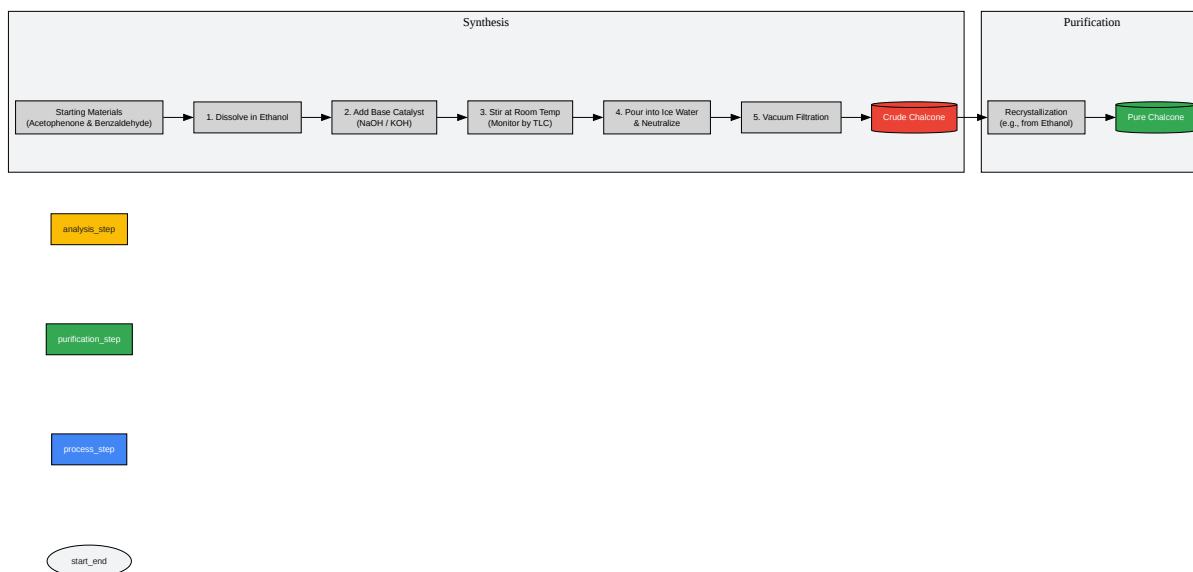 Synthesis
Purification
Starting Materials
(Acetophenone & Benzaldehyde)
1. Dissolve in Ethanol
2. Add Base Catalyst
(NaOH / KOH)
3. Stir at Room Temp
(Monitor by TLC)
4. Pour into Ice Water
& Neutralize
5. Vacuum Filtration
Crude Chalcone
Recrystallization
(e.g., from Ethanol)
Pure Chalcone
analysis_step
purification_step
process_step
start_end